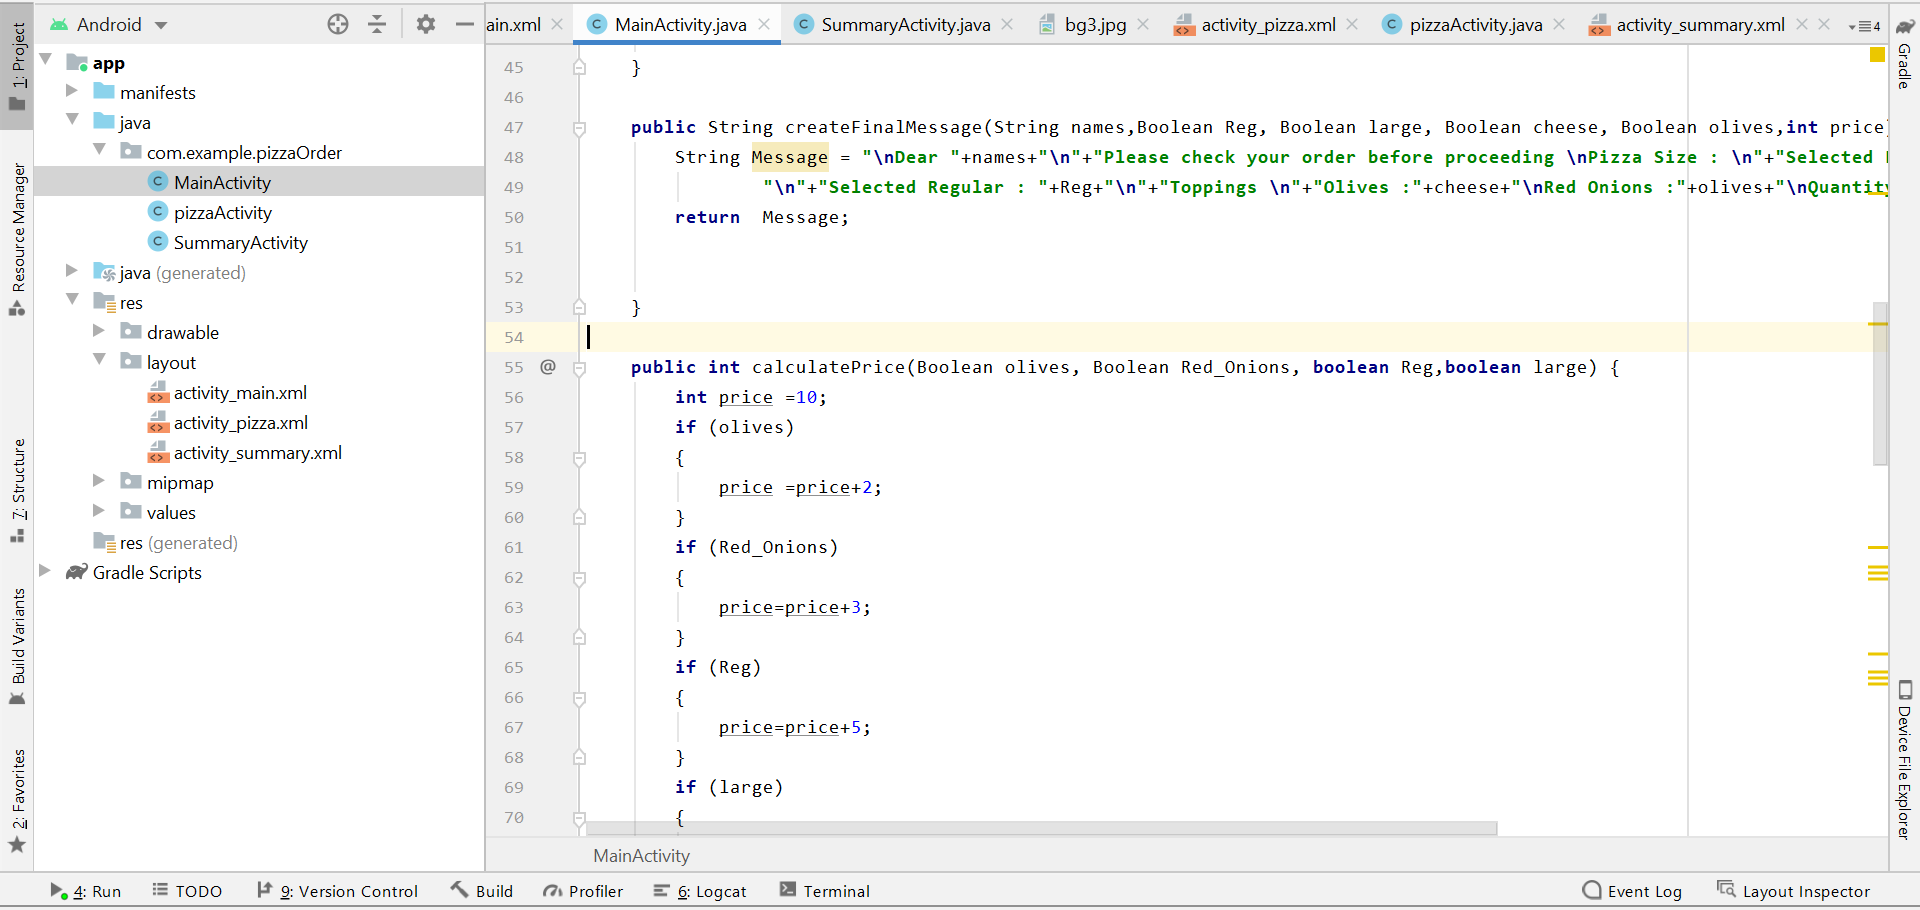 Android
ain.xml
MainActivity.java
SummaryActivity.java
bg3.jpg
activity_pizza.xml
pizzaActivity.java
activity_summary.xml
4
1: Project
Resource Manager
7: Structure
Build Variants
2: Favorites
app
manifests
java
com.example.pizzaOrder
MainActivity
pizzaActivity
SummaryActivity
java (generated)
res
drawable
layout
activity_main.xml
activity_pizza.xml
activity_summary.xml
mipmap
values
res (generated)
Gradle Scripts
45 }
46
47 public String createFinalMessage(String names,Boolean Reg, Boolean large, Boolean cheese, Boolean olives,int price)
48 String Message = "\nDear "+names+"\n"+"Please check your order before proceeding \nPizza Size : \n"+"Selected
49 "\n"+"Selected Regular : "+Reg+"\n"+"Toppings \n"+"Olives :"+cheese+"\nRed Onions :"+olives+"\nQuantity
50 return Message;
51
52
53 }
54
55 @ public int calculatePrice(Boolean olives, Boolean Red_Onions, boolean Reg,boolean large) {
56 int price =10;
57 if (olives)
58 {
59 price =price+2;
60 }
61 if (Red_Onions)
62 {
63 price=price+3;
64 }
65 if (Reg)
66 {
67 price=price+5;
68 }
69 if (large)
70 {
MainActivity
Gradle
Device File Explorer
4: Run
TODO
9: Version Control
Build
Profiler
6: Logcat
Terminal
Event Log
Layout Inspector